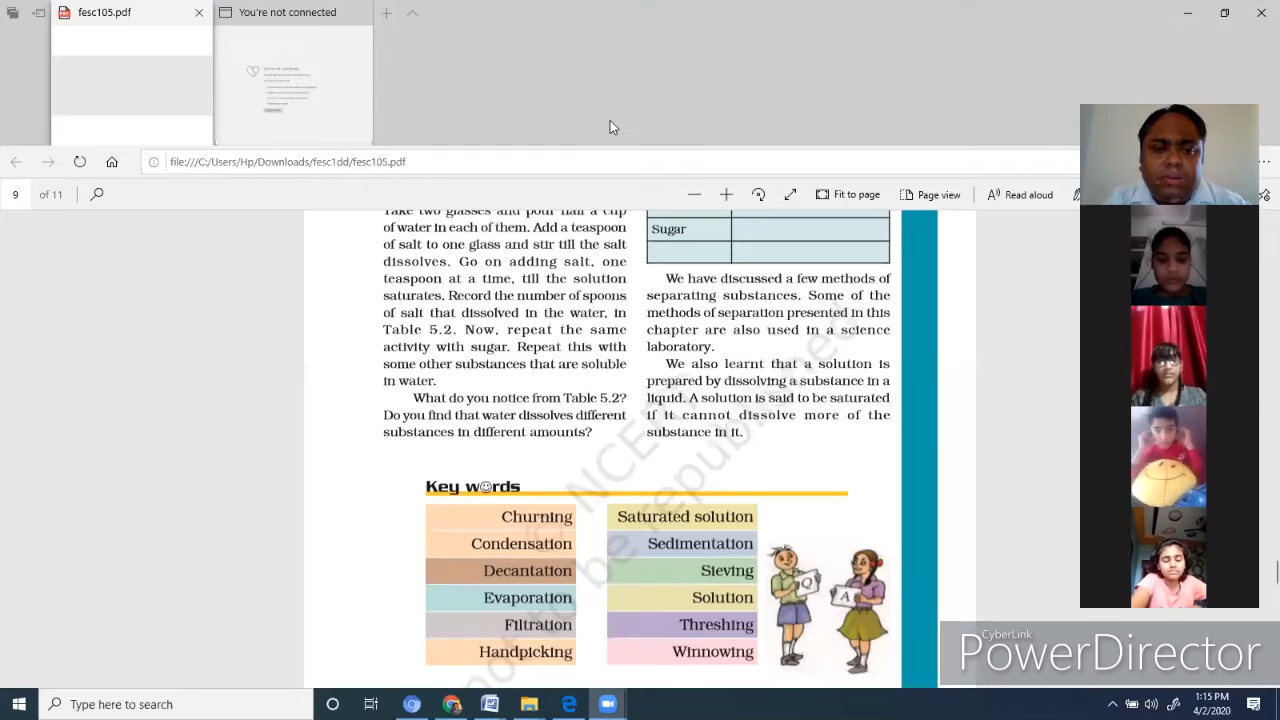 fesc105.pdf
file:///C:/Users/Hp/Downloads/fesc1dd/fesc105.pdf
9 of 11
Fit to page
Page view
Read aloud
Take two glasses and pour half a cup
of water in each of them. Add a teaspoon
of salt to one glass and stir till the salt
dissolves. Go on adding salt, one
teaspoon at a time, till the solution
saturates. Record the number of spoons
of salt that dissolved in the water, in
Table 5.2. Now, repeat the same
activity with sugar. Repeat this with
some other substances that are soluble
in water.
What do you notice from Table 5.2?
Do you find that water dissolves different
substances in different amounts?
Sugar
We have discussed a few methods of
separating substances. Some of the
methods of separation presented in this
chapter are also used in a science
laboratory.
We also learnt that a solution is
prepared by dissolving a substance in a
liquid. A solution is said to be saturated
if it cannot dissolve more of the
substance in it.
Key words
Churning
Condensation
Decantation
Evaporation
Filtration
Handpicking
Saturated solution
Sedimentation
Sieving
Solution
Threshing
Winnowing
Q
A
© NCERT
not to be republished
CyberLink
PowerDirector
Type here to search
1:15 PM
4/2/2020